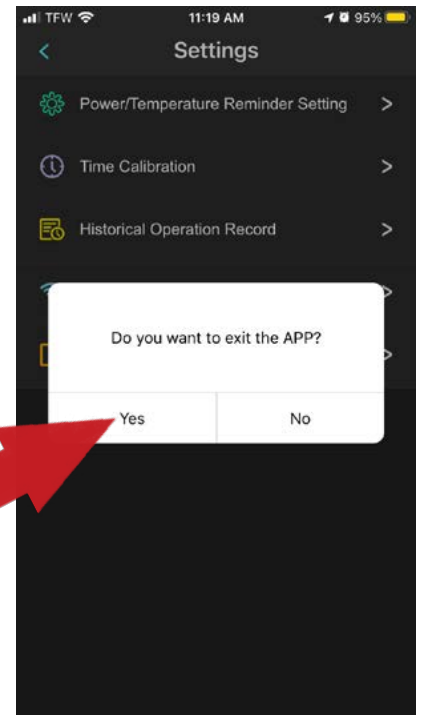 TFW 11:19 AM 95%
< Settings
Power/Temperature Reminder Setting >
Time Calibration >
Historical Operation Record >
>
Do you want to exit the APP?
>
Yes No